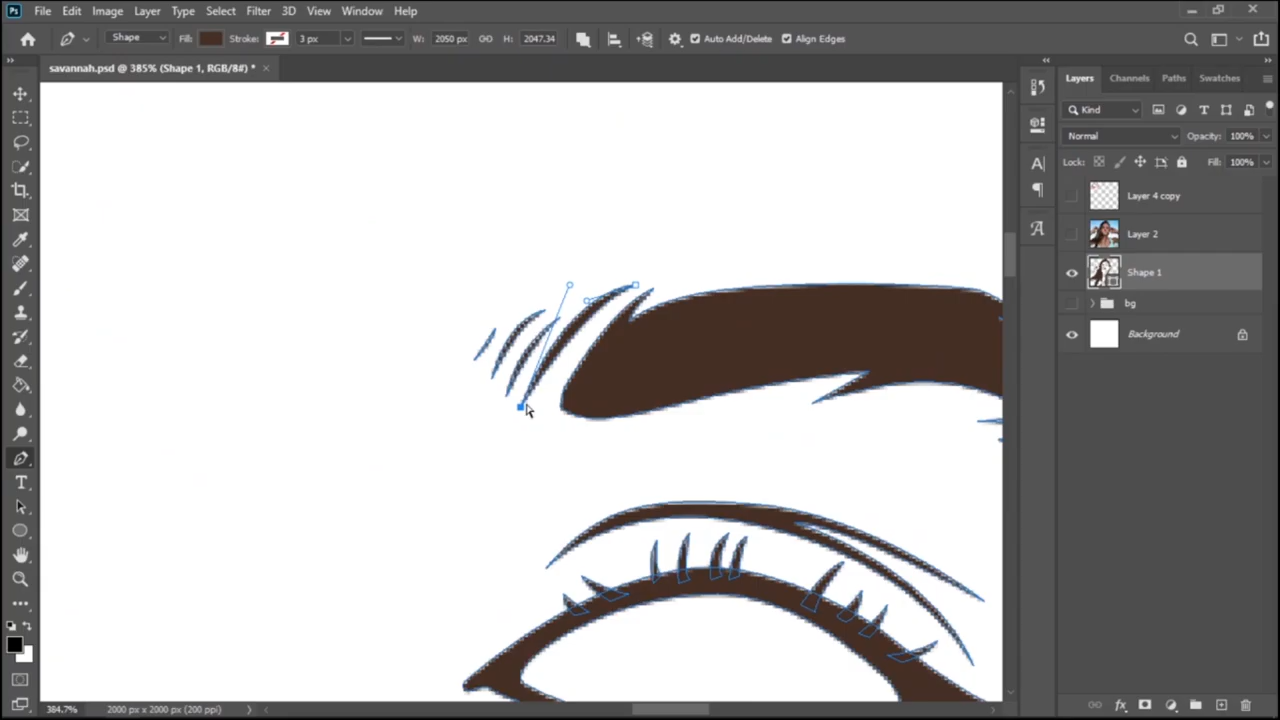 Ps File Edit Image Layer Type Select Filter 3D View Window Help
Shape Fill: Stroke: 3 px W: 2050 px H: 2047.34 Auto Add/Delete Align Edges
savannah.psd @ 385% (Shape 1, RGB/8#) * ×
Layers Channels Paths Swatches
Kind
Normal Opacity: 100%
Lock: Fill: 100%
Layer 4 copy
Layer 2
Shape 1
bg
Background
384.7% 2000 px x 2000 px (200 ppi)